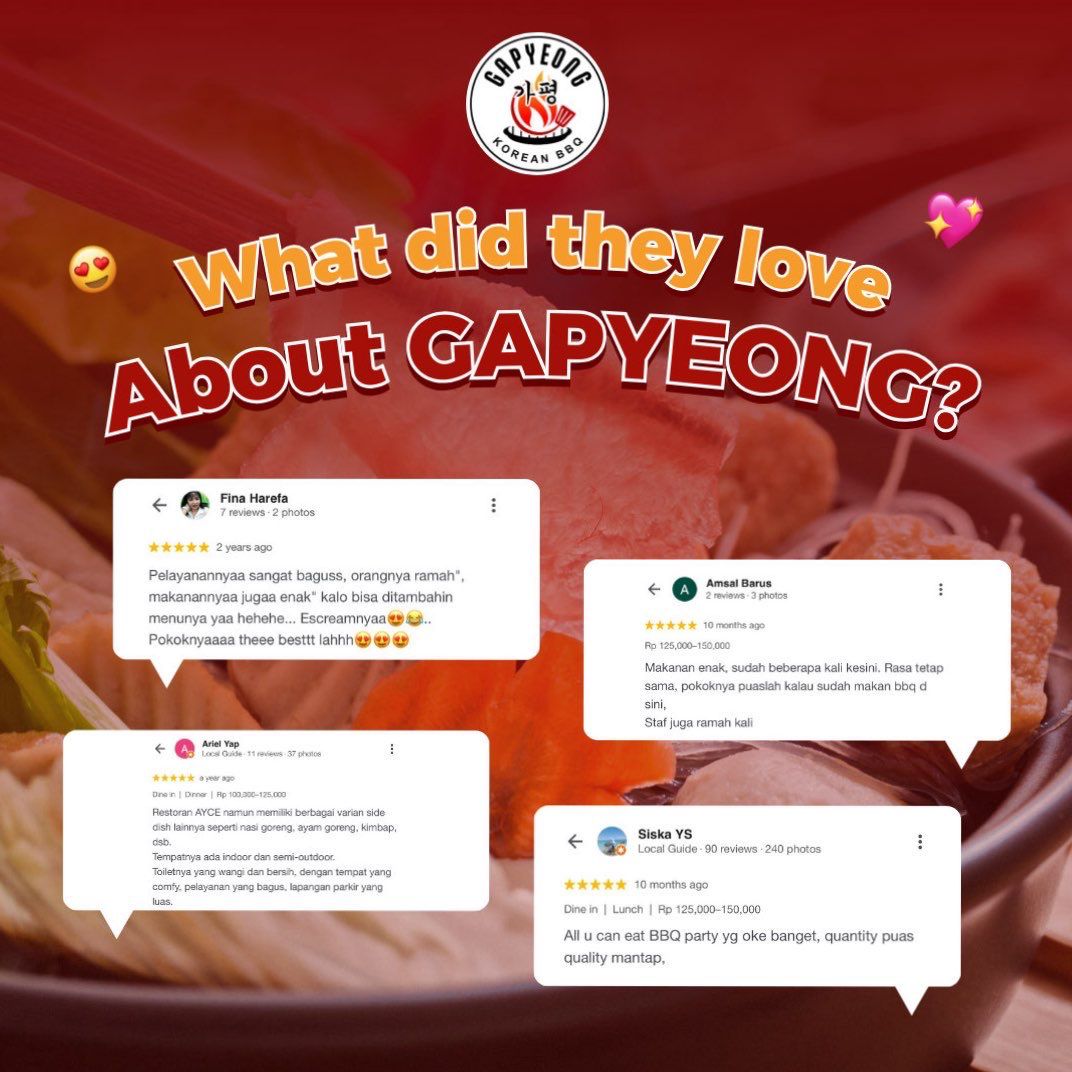 GAPYEONG
가평
KOREAN BBQ
What did they love
About GAPYEONG?
Fina Harefa
7 reviews · 2 photos
2 years ago
Pelayanannyaa sangat baguss, orangnya ramah",
makanannyaa jugaa enak" kalo bisa ditambahin
menunya yaa hehehe... Escreamnyaa😍😂..
Pokoknyaaaa theee besttt lahhh😍😍😍
A
Amsal Barus
2 reviews · 3 photos
10 months ago
Rp 125,000–150,000
Makanan enak, sudah beberapa kali kesini. Rasa tetap
sama, pokoknya puaslah kalau sudah makan bbq d
sini,
Staf juga ramah kali
A
Ariel Yap
Local Guide · 11 reviews · 37 photos
a year ago
Dine in | Dinner | Rp 100,000–125,000
Restoran AYCE namun memiliki berbagai varian side
dish lainnya seperti nasi goreng, ayam goreng, kimbap,
dsb.
Tempatnya ada indoor dan semi-outdoor.
Toiletnya yang wangi dan bersih, dengan tempat yang
comfy, pelayanan yang bagus, lapangan parkir yang
luas.
Siska YS
Local Guide · 90 reviews · 240 photos
10 months ago
Dine in | Lunch | Rp 125,000–150,000
All u can eat BBQ party yg oke banget, quantity puas
quality mantap,